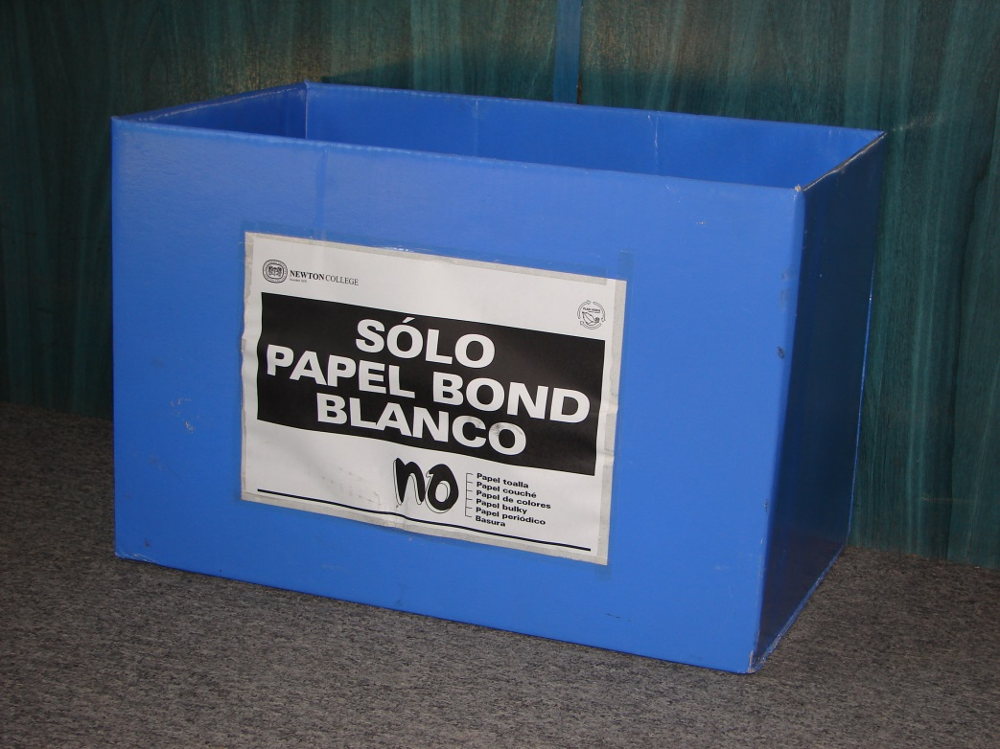 NEWTON COLLEGE
SÓLO
PAPEL BOND
BLANCO
no
Papel toalla
Papel couché
Papel de colores
Papel bulky
Papel periódico
Basura